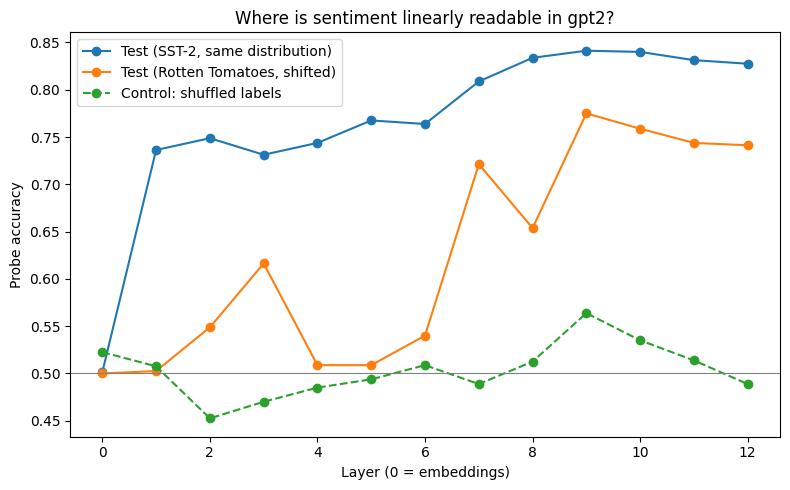 Where is sentiment linearly readable in gpt2?
Test (SST-2, same distribution)
Test (Rotten Tomatoes, shifted)
Control: shuffled labels
Probe accuracy
0.85
0.80
0.75
0.70
0.65
0.60
0.55
0.50
0.45
0 2 4 6 8 10 12
Layer (0 = embeddings)